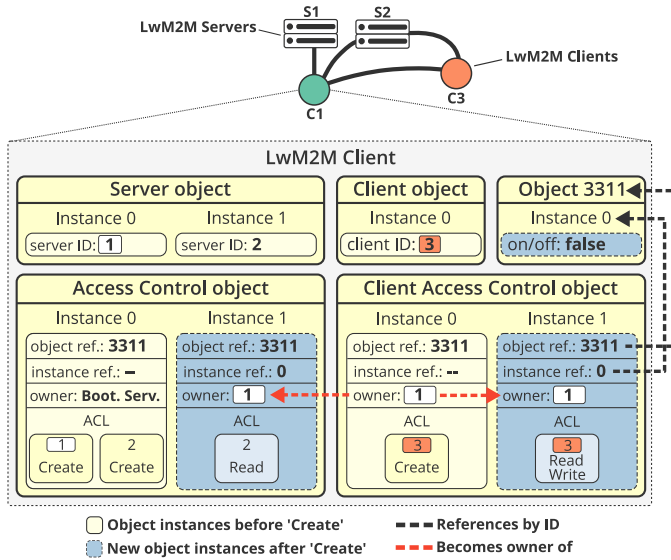 S1
S2
LwM2M Servers
LwM2M Clients
C1
C3
LwM2M Client
Server object
Instance 0
Instance 1
server ID: 1
server ID: 2
Client object
Instance 0
client ID: 3
Object 3311
Instance 0
on/off: false
Access Control object
Instance 0
Instance 1
object ref.: 3311
object ref.: 3311
instance ref.: –
instance ref.: 0
owner: Boot. Serv.
owner: 1
ACL
ACL
1
Create
2
Create
2
Read
Client Access Control object
Instance 0
Instance 1
object ref.: 3311
object ref.: 3311
instance ref.: --
instance ref.: 0
owner: 1
owner: 1
ACL
ACL
3
Create
3
Read
Write
Object instances before 'Create'
References by ID
New object instances after 'Create'
Becomes owner of